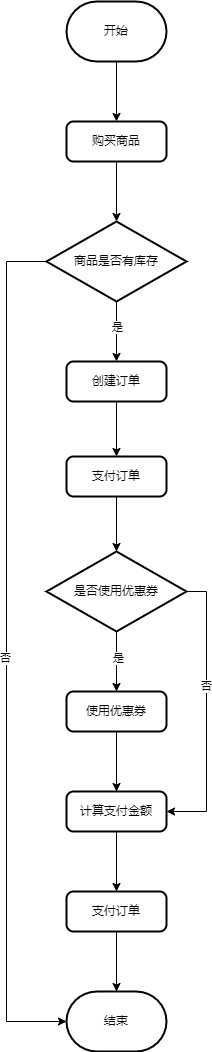 开始
购买商品
商品是否有库存
是
创建订单
支付订单
是否使用优惠券
是
否
否
使用优惠券
计算支付金额
支付订单
结束